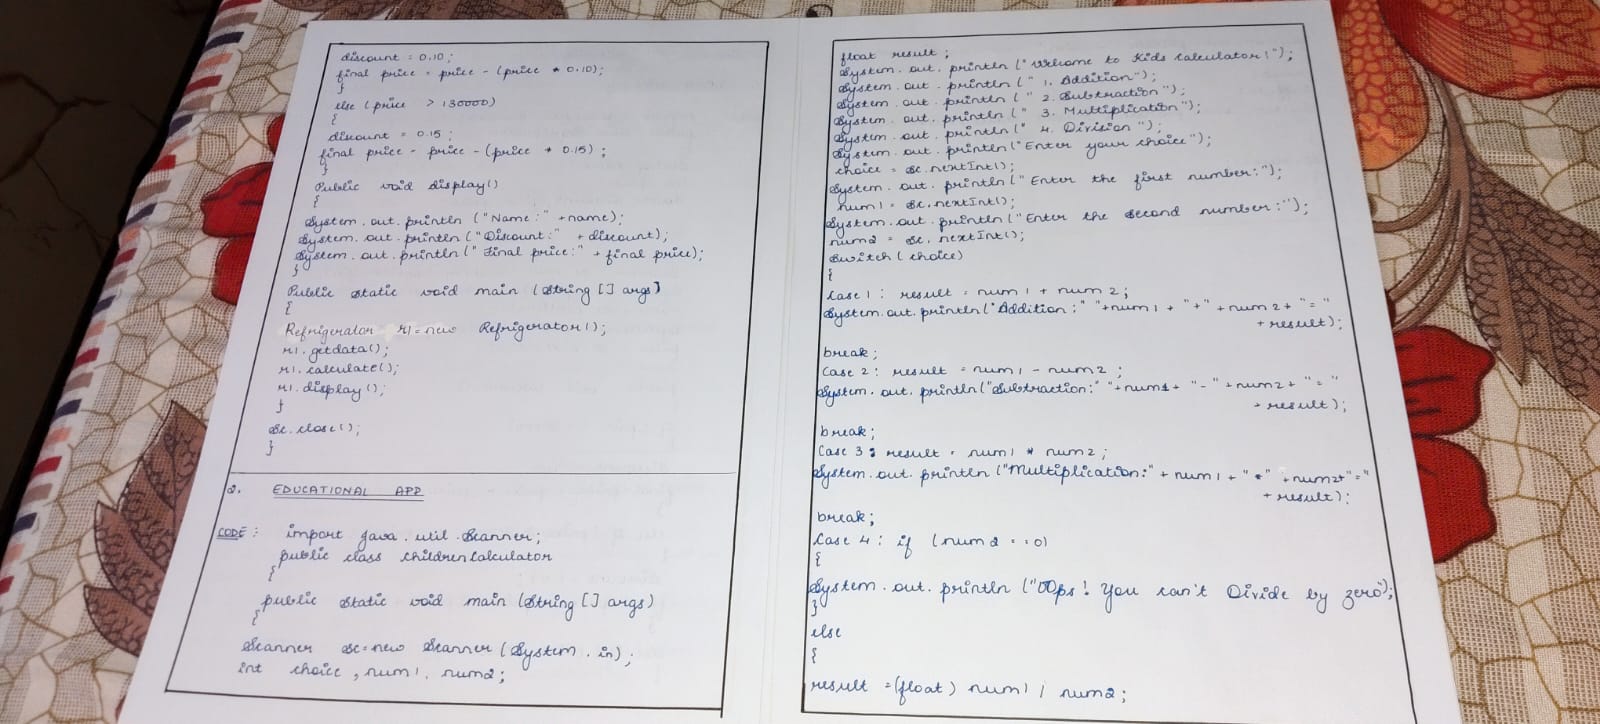 discount = 0.10;
final price = price - (price * 0.10);
}
else (price > 130000)
{
discount = 0.15;
final price - price - (price * 0.15);
}
Public void display()
{
System.out.println ("Name:" +name);
System.out.println ("Discount:" + discount);
System.out.println (" Final price:" + final price);
}
Public static void main (String [] args)
{
Refrigerator r1=new Refrigerator();
r1.getdata();
r1.calculate();
r1.display();
}
Sc.close();
}
2. EDUCATIONAL APP
CODE: import java.util.Scanner;
public class childrenCalculator
{
public static void main (String [] args)
{
Scanner Sc=new Scanner (System.in);
int choice, num1, num2;
float result;
System.out.println ("Welcome to Kids Calculator!");
System.out.println (" 1. Addition");
System.out.println (" 2. Subtraction");
System.out.println (" 3. Multiplication");
System.out.println (" 4. Division");
System.out.println ("Enter your choice");
choice = Sc.nextInt();
System.out.println ("Enter the first number:");
num1 = Sc.nextInt();
System.out.println ("Enter the Second number:");
num2 = Sc.nextInt();
Switch (choice)
{
Case 1: result = num1 + num2;
System.out.println("Addition:" "+num1 + "+" + num2+ "="
+ result);
break;
Case 2: result = num1 - num2;
System.out.println("Subtraction:" "+num1+ "-" + num2+ "="
+ result);
break;
Case 3: result = num1 * num2;
System.out.println ("Multiplication:" + num1 + "*" +num2+"="
+ result);
break;
Case 4: if (num2 ==0)
{
System.out.println ("OOps! You can't Divide by zero");
}
else
{
result =(float) num1 / num2;